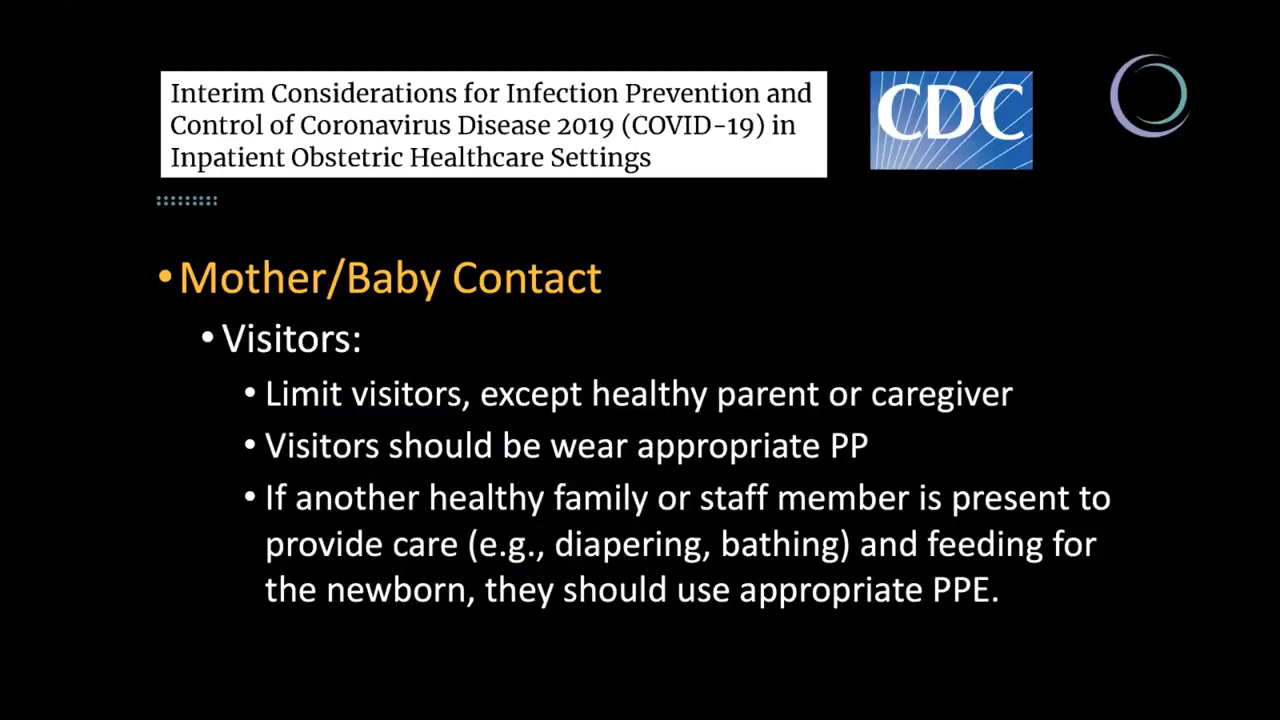 Interim Considerations for Infection Prevention and
Control of Coronavirus Disease 2019 (COVID-19) in
Inpatient Obstetric Healthcare Settings
CDC
•Mother/Baby Contact
• Visitors:
• Limit visitors, except healthy parent or caregiver
• Visitors should be wear appropriate PP
• If another healthy family or staff member is present to
provide care (e.g., diapering, bathing) and feeding for
the newborn, they should use appropriate PPE.